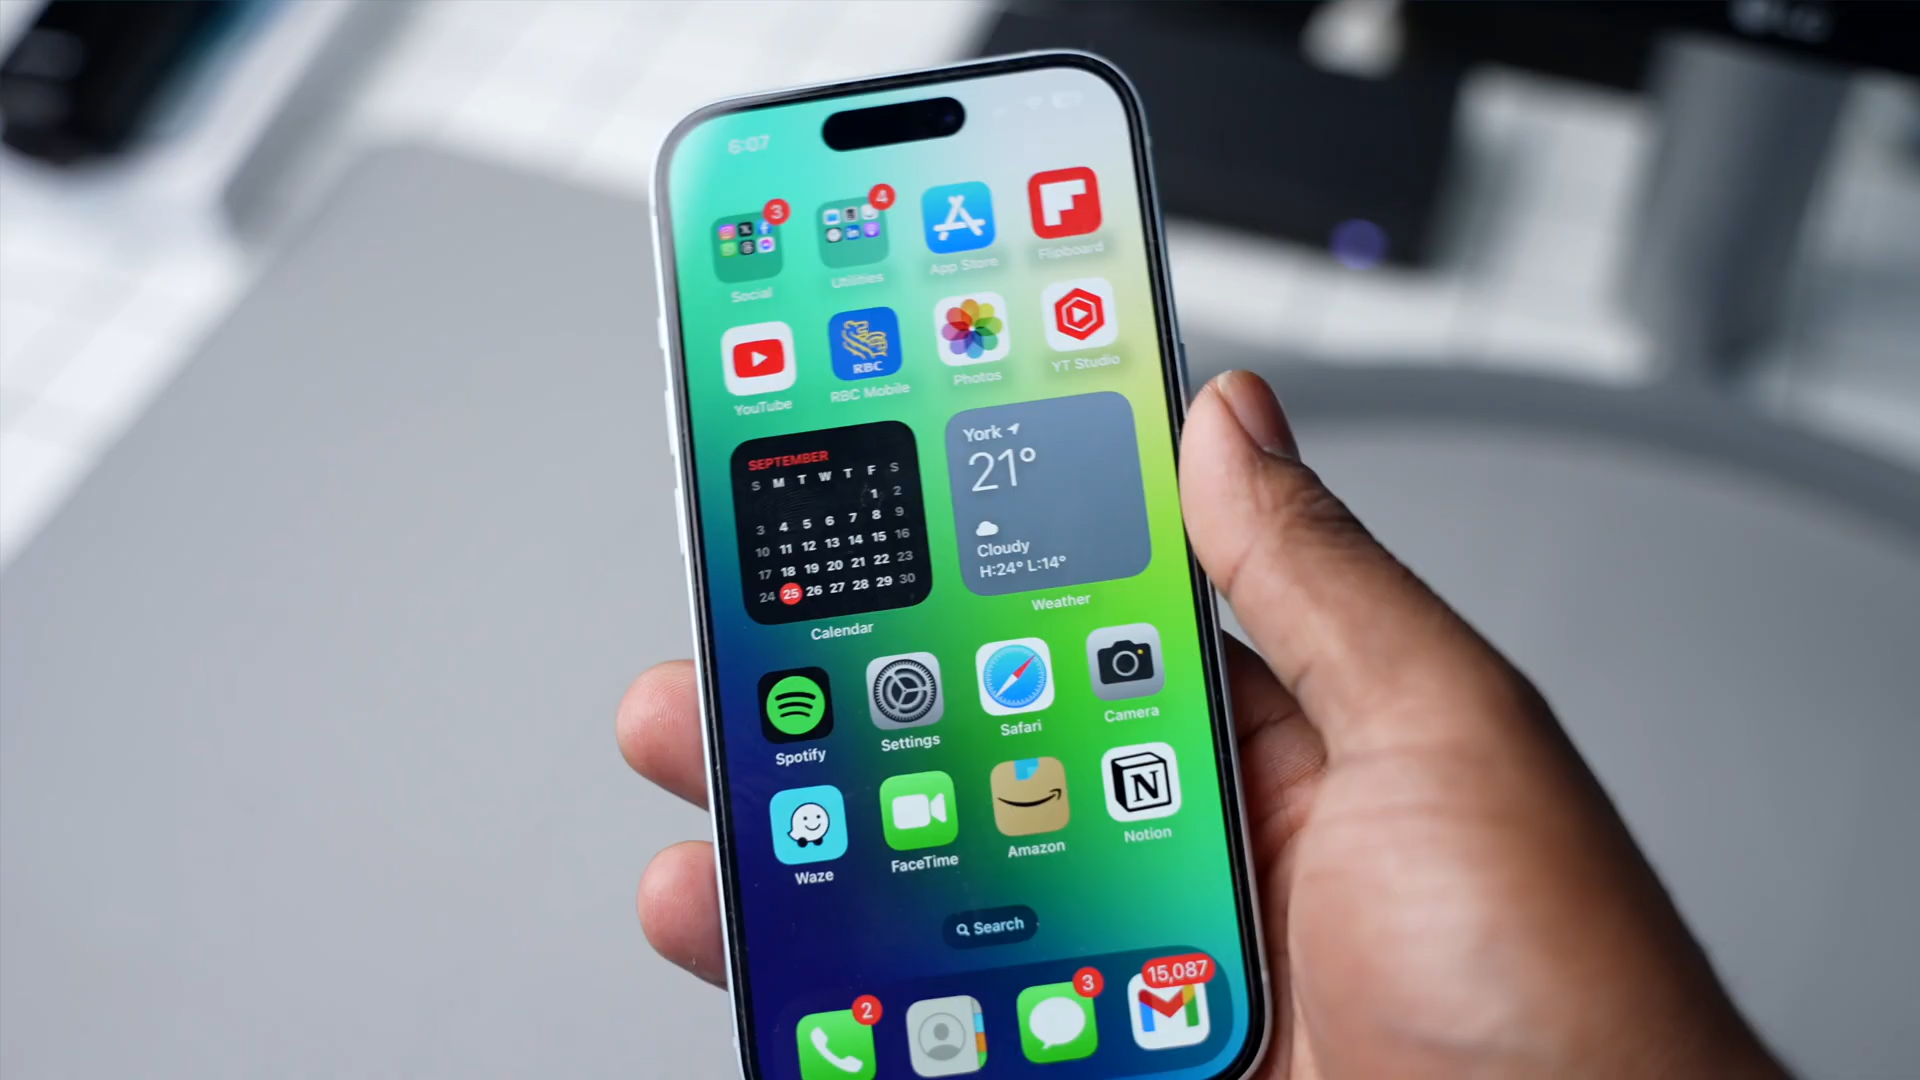 LG
6:07
3
4
Social
Utilities
App Store
Flipboard
RBC
YouTube
RBC Mobile
Photos
YT Studio
SEPTEMBER
S M T W T F S
1 2
3 4 5 6 7 8 9
10 11 12 13 14 15 16
17 18 19 20 21 22 23
24 25 26 27 28 29 30
Calendar
York
21°
Cloudy
H:24° L:14°
Weather
Spotify
Settings
Safari
Camera
N
Waze
FaceTime
Amazon
Notion
Search
2
3
15,087